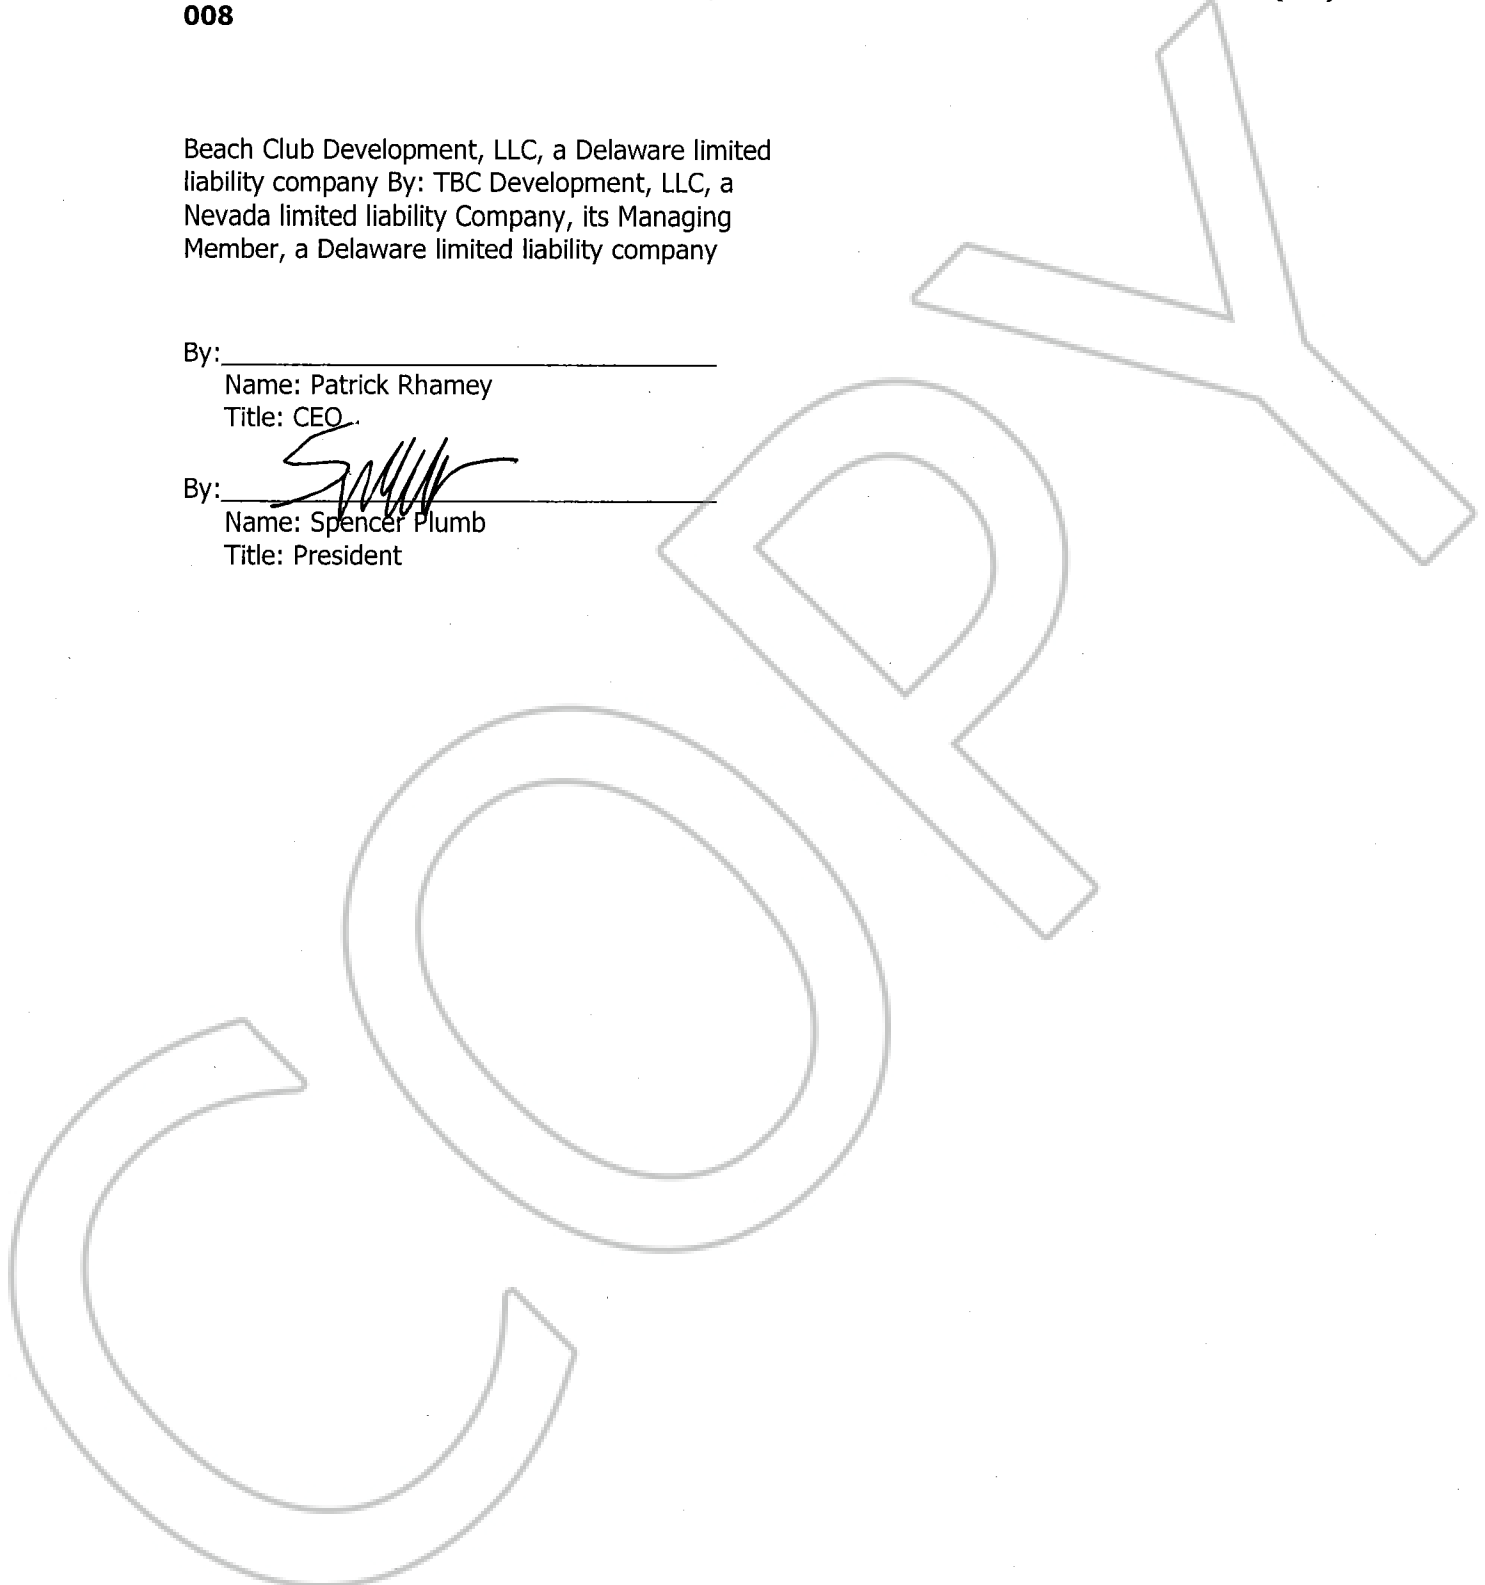 008
Beach Club Development, LLC, a Delaware limited
liability company By: TBC Development, LLC, a
Nevada limited liability Company, its Managing
Member, a Delaware limited liability company
By:
Name: Patrick Rhamey
Title: CEO
By:
Name: Spencer Plumb
Title: President
COPY